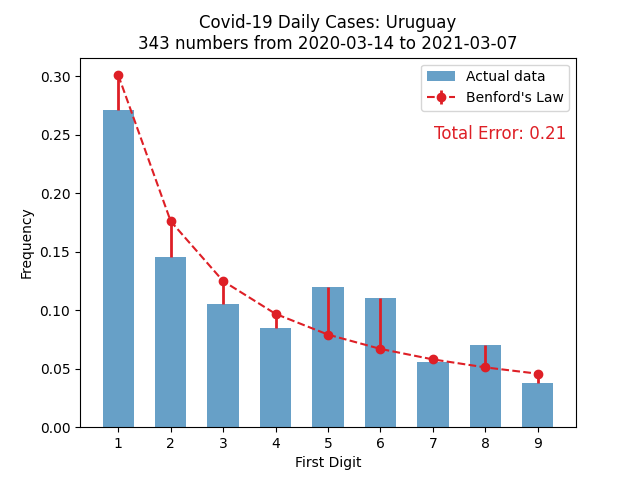 Covid-19 Daily Cases: Uruguay
343 numbers from 2020-03-14 to 2021-03-07
Actual data
Benford's Law
Total Error: 0.21
0.30
0.25
0.20
0.15
0.10
0.05
0.00
Frequency
1 2 3 4 5 6 7 8 9
First Digit